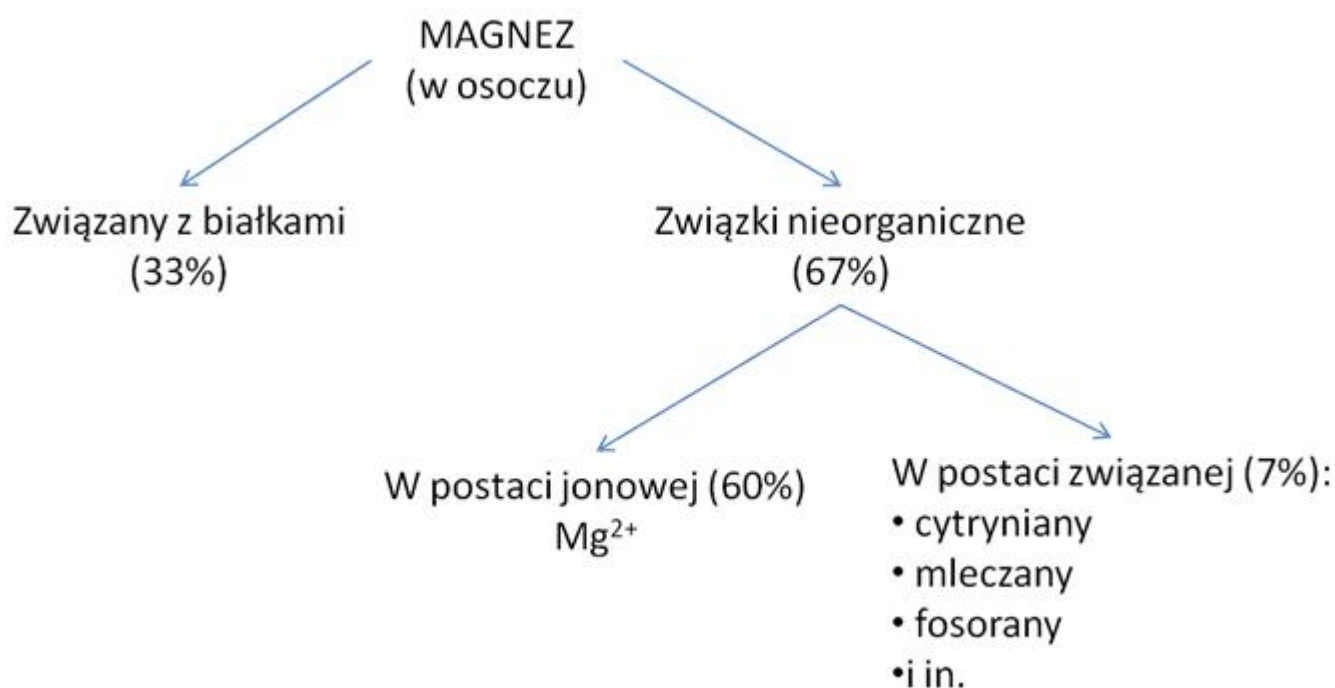 MAGNEZ
(w osoczu)
Związany z białkami
(33%)
Związki nieorganiczne
(67%)
W postaci jonowej (60%)
Mg²⁺
W postaci związanej (7%):
• cytryniany
• mleczany
• fosorany
•i in.